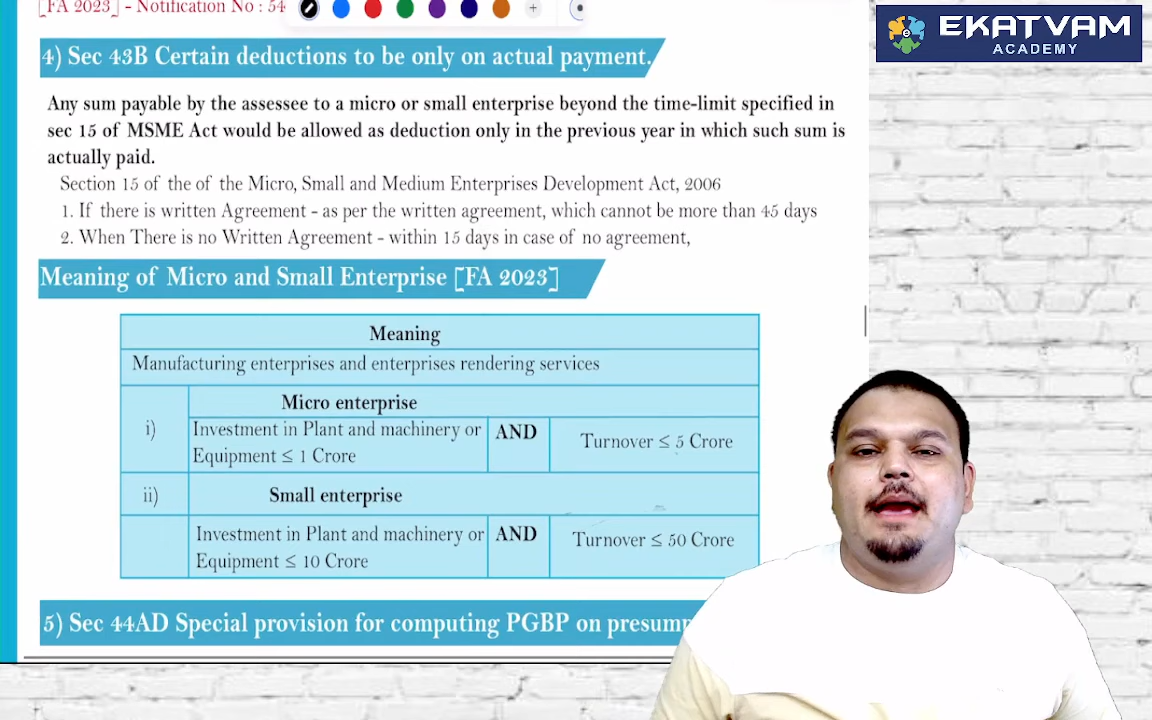 [FA 2023] - Notification No : 54
EKATVAM
ACADEMY
4) Sec 43B Certain deductions to be only on actual payment.
Any sum payable by the assessee to a micro or small enterprise beyond the time-limit specified in
sec 15 of MSME Act would be allowed as deduction only in the previous year in which such sum is
actually paid.
Section 15 of the of the Micro, Small and Medium Enterprises Development Act, 2006
1. If there is written Agreement - as per the written agreement, which cannot be more than 45 days
2. When There is no Written Agreement - within 15 days in case of no agreement,
Meaning of Micro and Small Enterprise [FA 2023]
Meaning
Manufacturing enterprises and enterprises rendering services
i)
Micro enterprise
Investment in Plant and machinery or
Equipment ≤ 1 Crore
AND
Turnover ≤ 5 Crore
ii)
Small enterprise
Investment in Plant and machinery or
Equipment ≤ 10 Crore
AND
Turnover ≤ 50 Crore
5) Sec 44AD Special provision for computing PGBP on